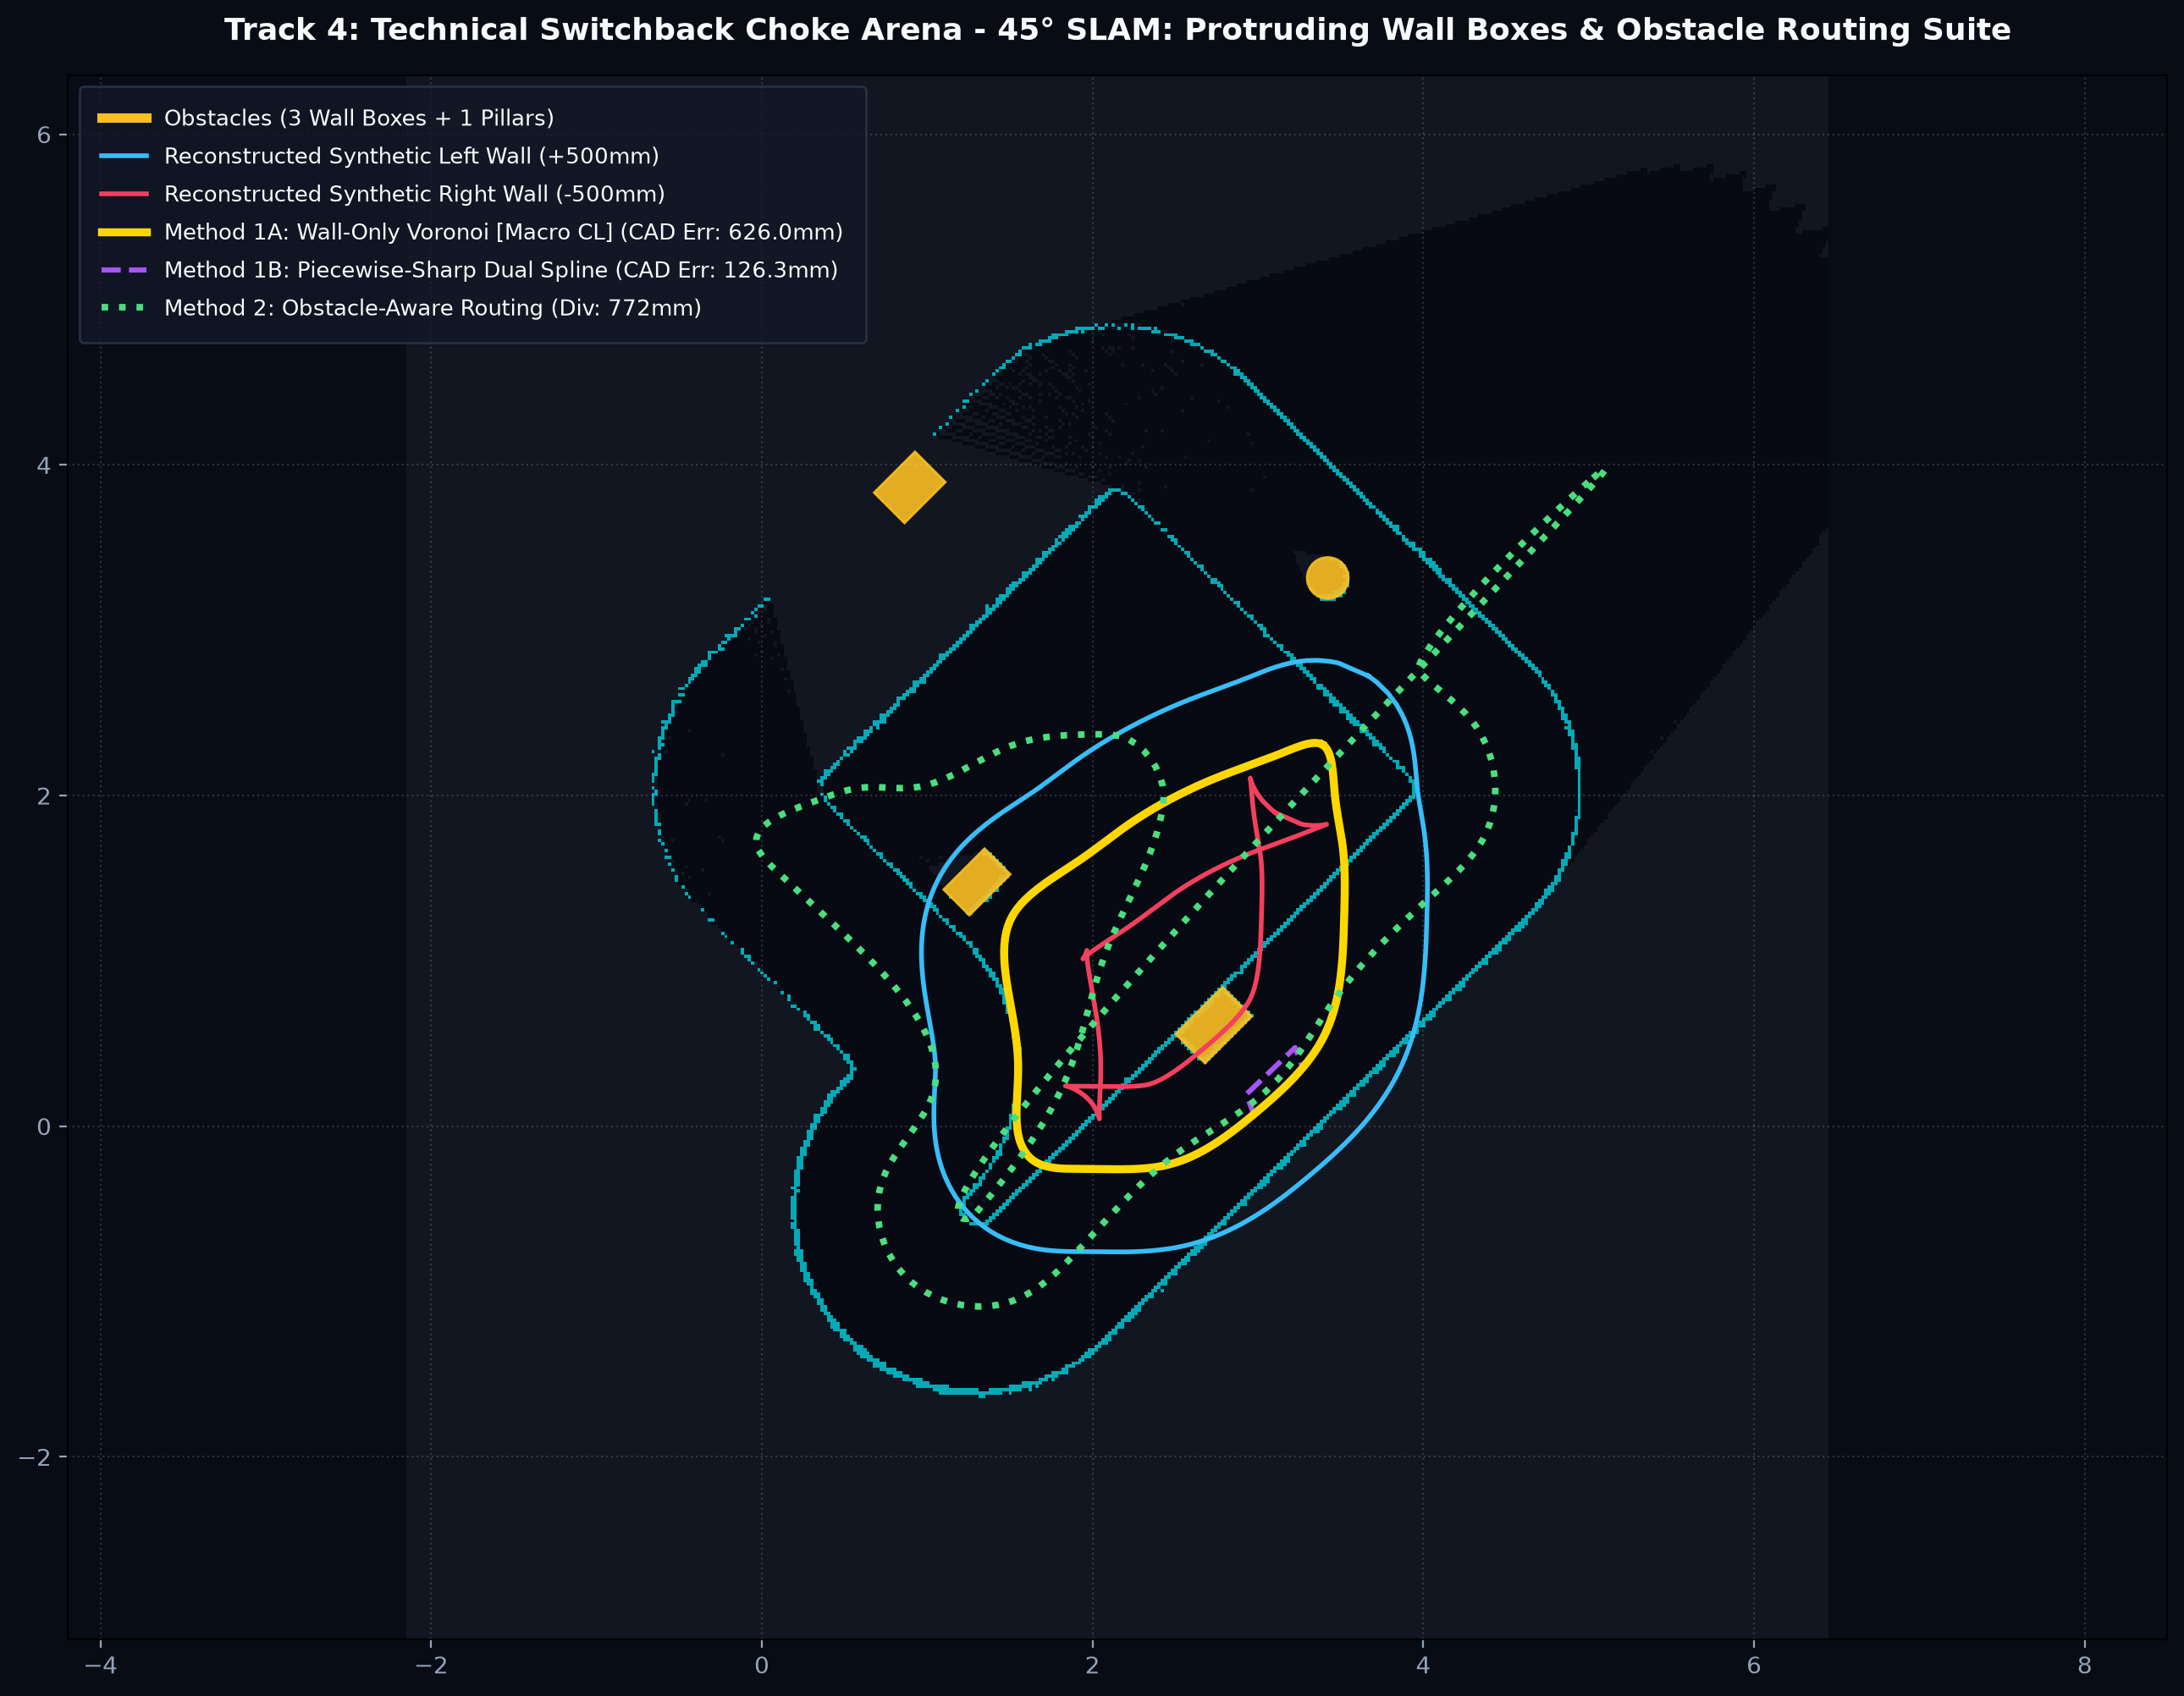 Track 4: Technical Switchback Choke Arena - 45° SLAM: Protruding Wall Boxes & Obstacle Routing Suite
Obstacles (3 Wall Boxes + 1 Pillars)
Reconstructed Synthetic Left Wall (+500mm)
Reconstructed Synthetic Right Wall (-500mm)
Method 1A: Wall-Only Voronoi [Macro CL] (CAD Err: 626.0mm)
Method 1B: Piecewise-Sharp Dual Spline (CAD Err: 126.3mm)
Method 2: Obstacle-Aware Routing (Div: 772mm)
6
4
2
0
−2
−4 −2 0 2 4 6 8